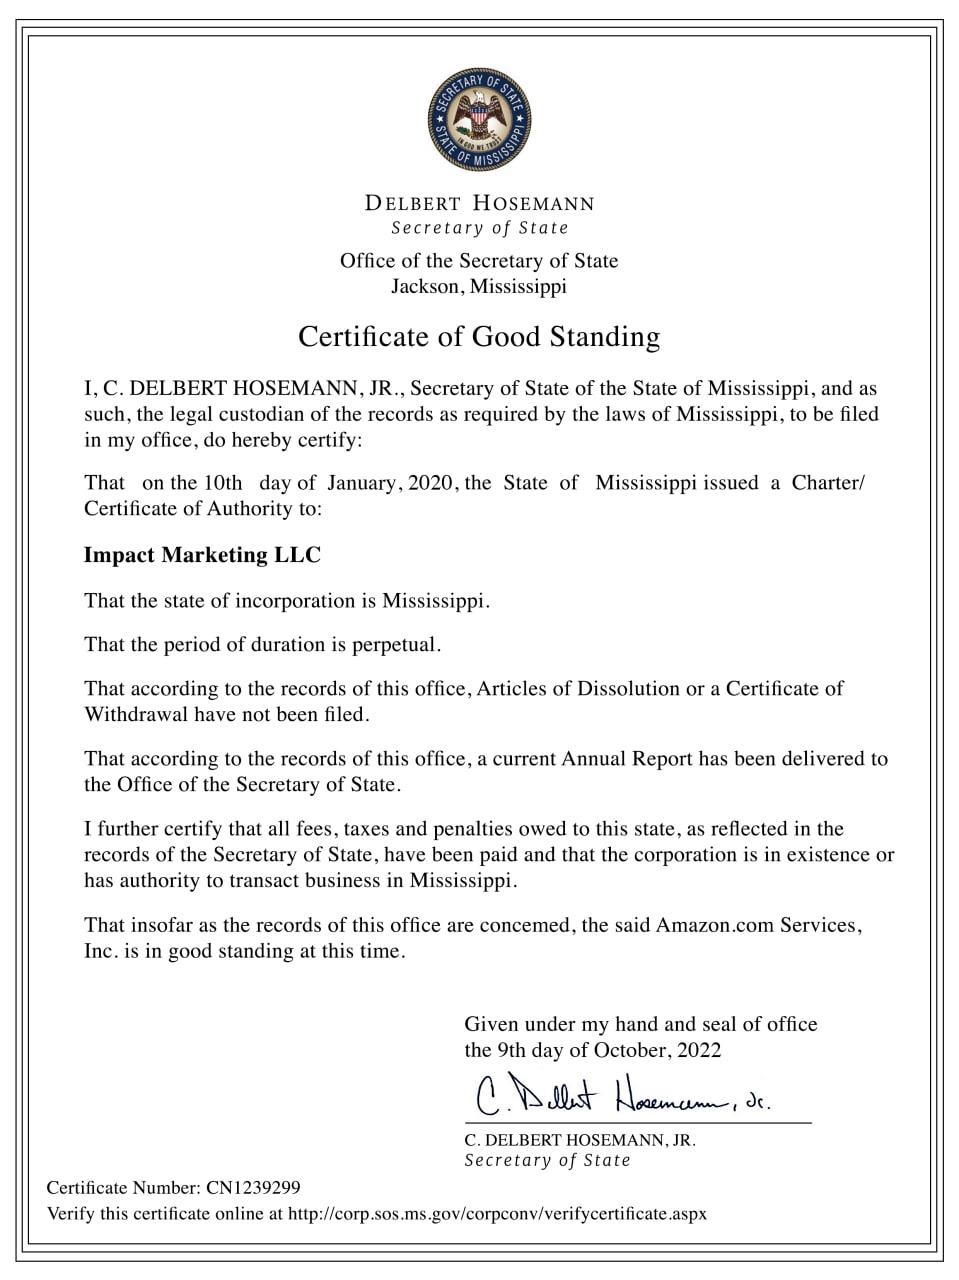 SECRETARY OF STATE
STATE OF MISSISSIPPI
IN GOD WE TRUST
DELBERT HOSEMANN
Secretary of State
Office of the Secretary of State
Jackson, Mississippi
Certificate of Good Standing
I, C. DELBERT HOSEMANN, JR., Secretary of State of the State of Mississippi, and as
such, the legal custodian of the records as required by the laws of Mississippi, to be filed
in my office, do hereby certify:
That on the 10th day of January, 2020, the State of Mississippi issued a Charter/
Certificate of Authority to:
Impact Marketing LLC
That the state of incorporation is Mississippi.
That the period of duration is perpetual.
That according to the records of this office, Articles of Dissolution or a Certificate of
Withdrawal have not been filed.
That according to the records of this office, a current Annual Report has been delivered to
the Office of the Secretary of State.
I further certify that all fees, taxes and penalties owed to this state, as reflected in the
records of the Secretary of State, have been paid and that the corporation is in existence or
has authority to transact business in Mississippi.
That insofar as the records of this office are concemed, the said Amazon.com Services,
Inc. is in good standing at this time.
Given under my hand and seal of office
the 9th day of October, 2022
C. Delbert Hosemann, Jr.
C. DELBERT HOSEMANN, JR.
Secretary of State
Certificate Number: CN1239299
Verify this certificate online at http://corp.sos.ms.gov/corpconv/verifycertificate.aspx